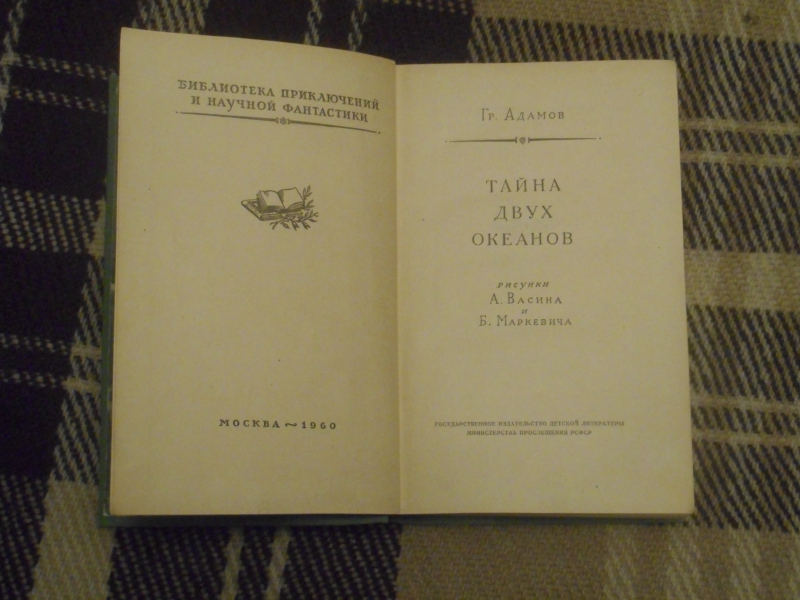 БИБЛИОТЕКА ПРИКЛЮЧЕНИЙ
И НАУЧНОЙ ФАНТАСТИКИ
МОСКВА ~ 1960
Гр. Адамов
ТАЙНА
ДВУХ
ОКЕАНОВ
рисунки
А. Васина
и
Б. Маркевича
ГОСУДАРСТВЕННОЕ ИЗДАТЕЛЬСТВО ДЕТСКОЙ ЛИТЕРАТУРЫ
МИНИСТЕРСТВА ПРОСВЕЩЕНИЯ РСФСР